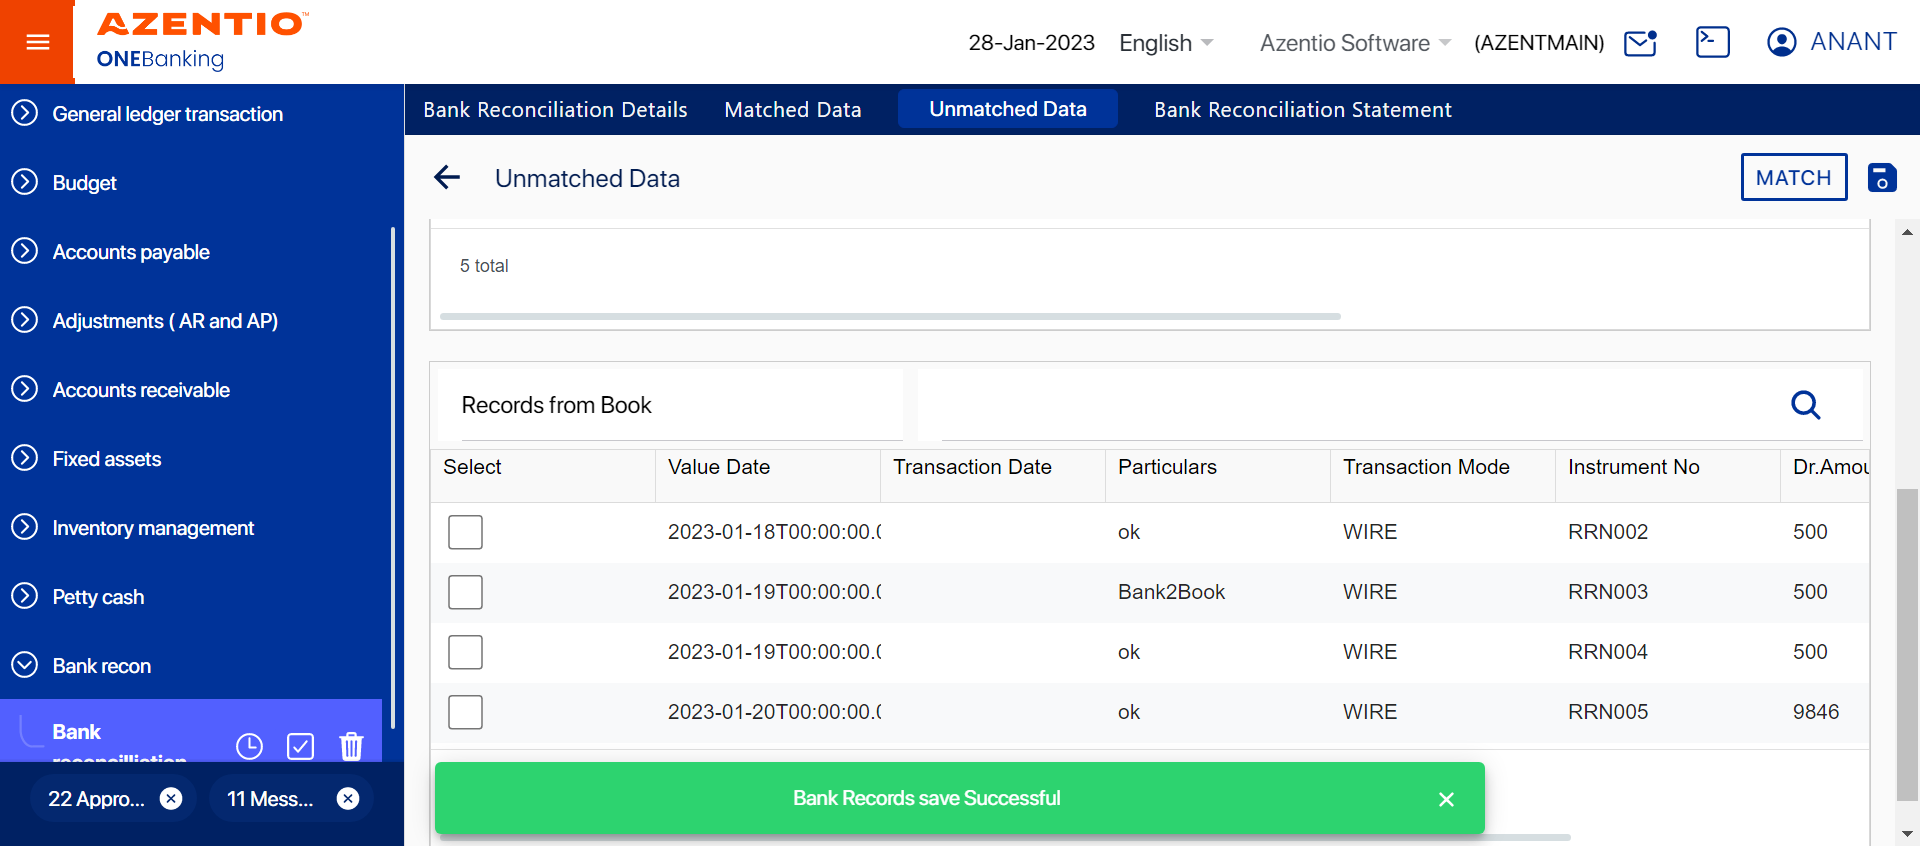 AZENTIO™
ONEBanking
28-Jan-2023 English Azentio Software (AZENTMAIN) ANANT
General ledger transaction
Budget
Accounts payable
Adjustments ( AR and AP)
Accounts receivable
Fixed assets
Inventory management
Petty cash
Bank recon
Bank
reconcilliation
22 Appro... 11 Mess...
Bank Reconciliation Details Matched Data Unmatched Data Bank Reconciliation Statement
Unmatched Data MATCH
5 total
Records from Book
Select Value Date Transaction Date Particulars Transaction Mode Instrument No Dr.Amou
2023-01-18T00:00:00.0 ok WIRE RRN002 500
2023-01-19T00:00:00.0 Bank2Book WIRE RRN003 500
2023-01-19T00:00:00.0 ok WIRE RRN004 500
2023-01-20T00:00:00.0 ok WIRE RRN005 9846
Bank Records save Successful